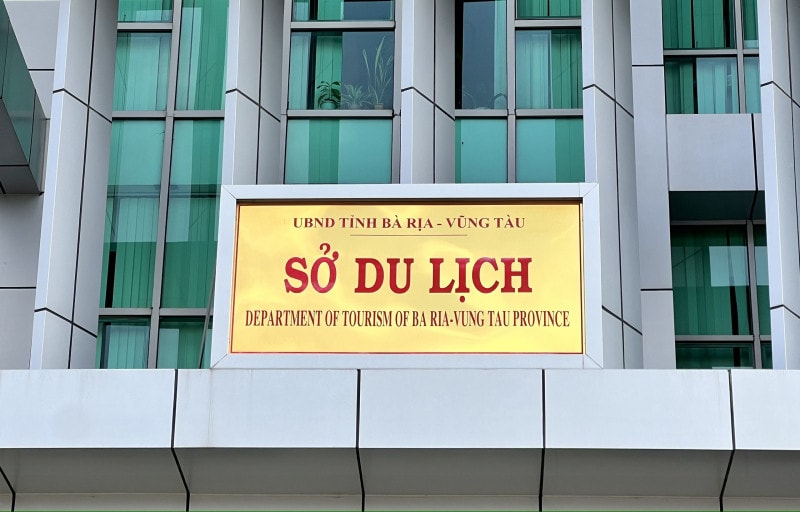 UBND TỈNH BÀ RỊA - VŨNG TÀU
SỞ DU LỊCH
DEPARTMENT OF TOURISM OF BA RIA-VUNG TAU PROVINCE